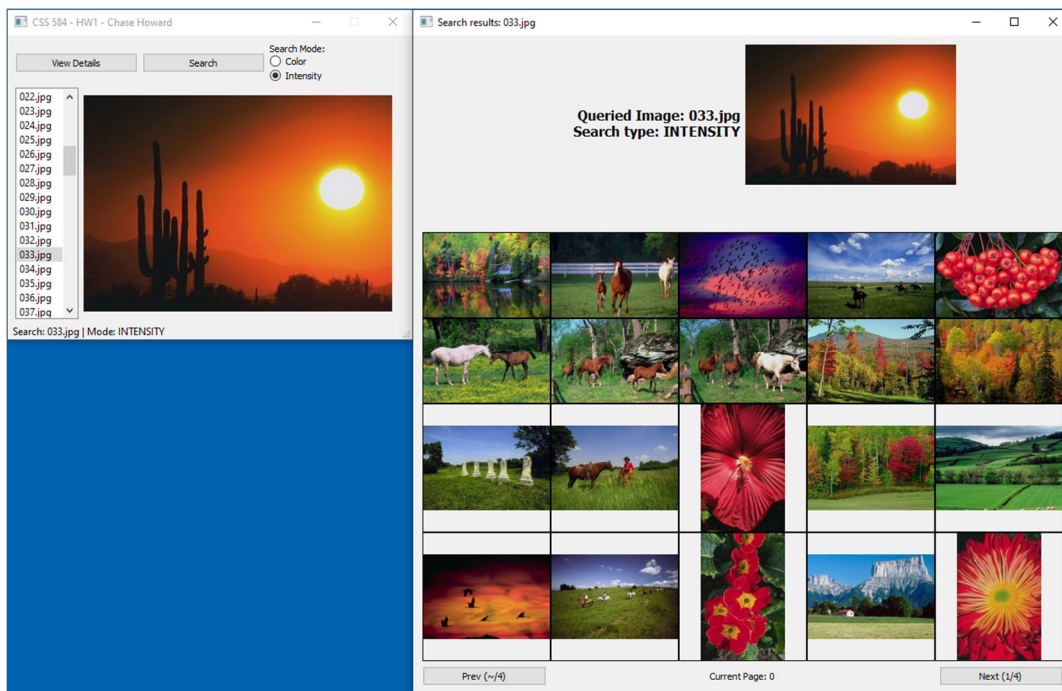 CSS 584 - HW1 - Chase Howard
View Details
Search
Search Mode:
Color
Intensity
022.jpg
023.jpg
024.jpg
025.jpg
026.jpg
027.jpg
028.jpg
029.jpg
030.jpg
031.jpg
032.jpg
033.jpg
034.jpg
035.jpg
036.jpg
037.jpg
Search: 033.jpg | Mode: INTENSITY
Search results: 033.jpg
Queried Image: 033.jpg
Search type: INTENSITY
Prev (~/4)
Current Page: 0
Next (1/4)